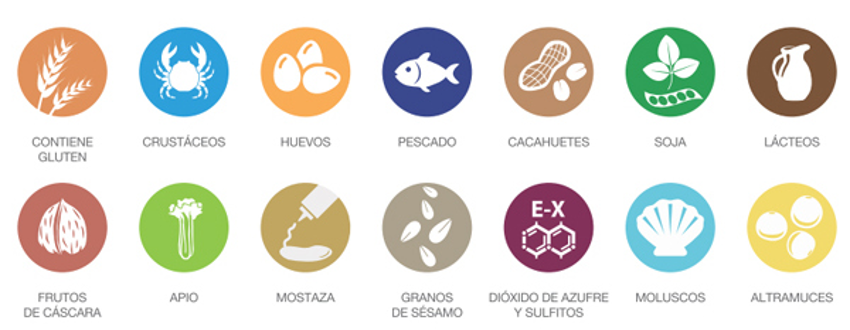 CONTIENE
GLUTEN
CRUSTÁCEOS
HUEVOS
PESCADO
CACAHUETES
SOJA
LÁCTEOS
E-X
FRUTOS
DE CÁSCARA
APIO
MOSTAZA
GRANOS
DE SÉSAMO
DIÓXIDO DE AZUFRE
Y SULFITOS
MOLUSCOS
ALTRAMUCES